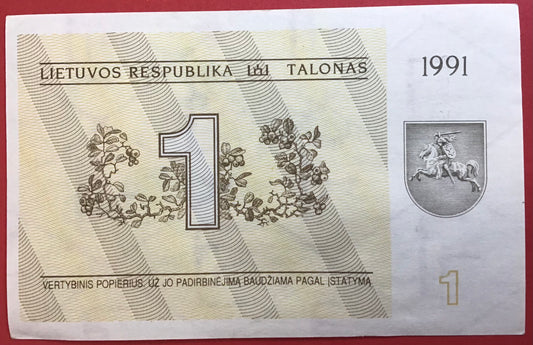 LIETUVOS RESPUBLIKA TALONAS
1991
1
VERTYBINIS POPIERIUS. UŽ JO PADIRBINĖJIMĄ BAUDŽIAMA PAGAL ĮSTATYMĄ
1